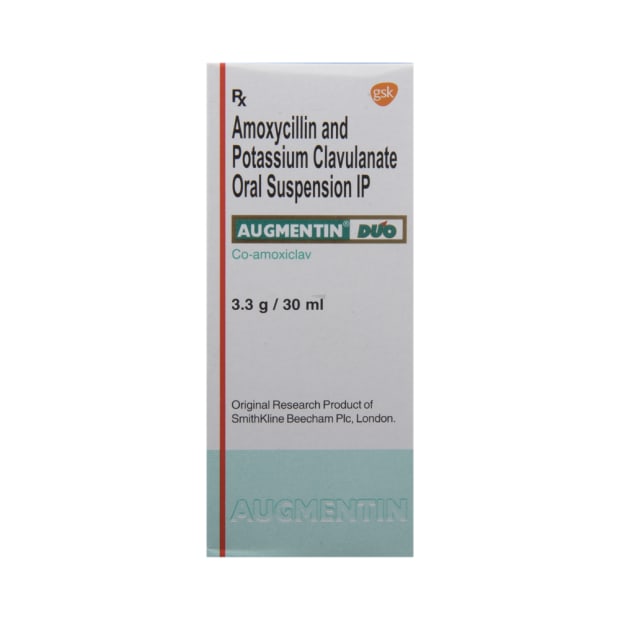 Rx
gsk
Amoxycillin and
Potassium Clavulanate
Oral Suspension IP
AUGMENTIN® DUO
Co-amoxiclav
3.3 g / 30 ml
Original Research Product of
SmithKline Beecham Plc, London.
AUGMENTIN